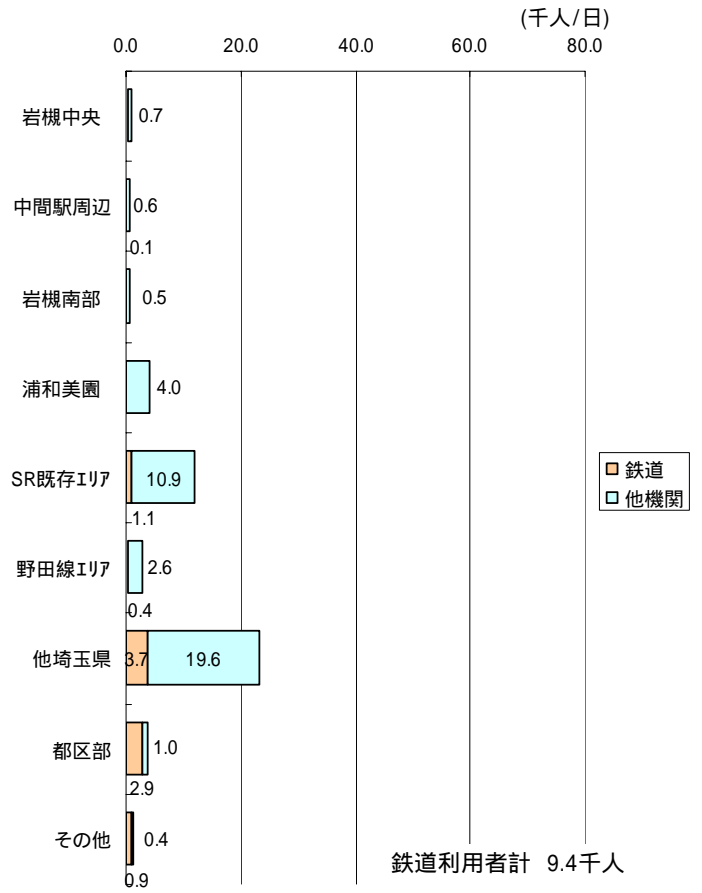 (千人/日)
0.0 20.0 40.0 60.0 80.0
岩槻中央 0.7
中間駅周辺 0.6
0.1
岩槻南部 0.5
浦和美園 4.0
SR既存ｴﾘｱ 10.9
1.1
野田線ｴﾘｱ 2.6
0.4
他埼玉県 3.7 19.6
都区部 1.0
2.9
その他 0.4
0.9
鉄道
他機関
鉄道利用者計 9.4千人